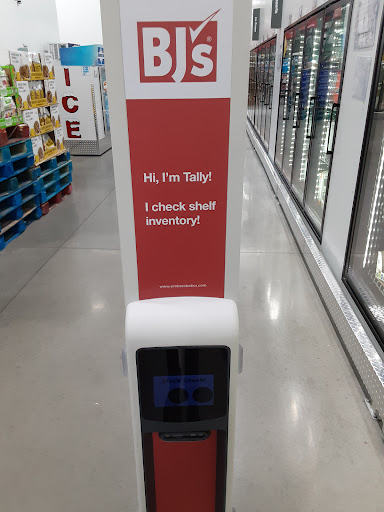 BJ's
ICE
Hi, I'm Tally!
I check shelf
inventory!